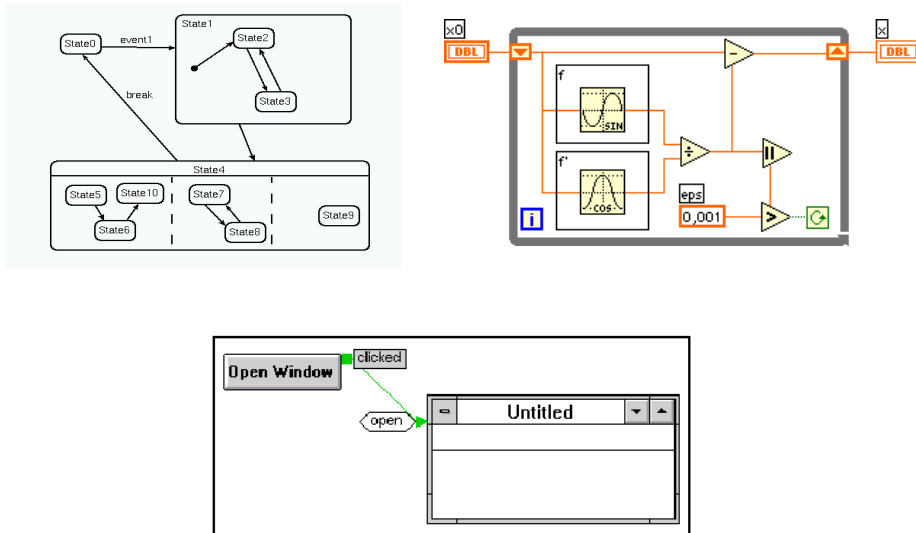 State1
State0
event1
State2
State3
break
State4
State5
State10
State6
State7
State8
State9
x0
DBL
f
SIN
f'
COS
÷
−
eps
0,001
>
i
x
DBL
Open Window
clicked
open
Untitled